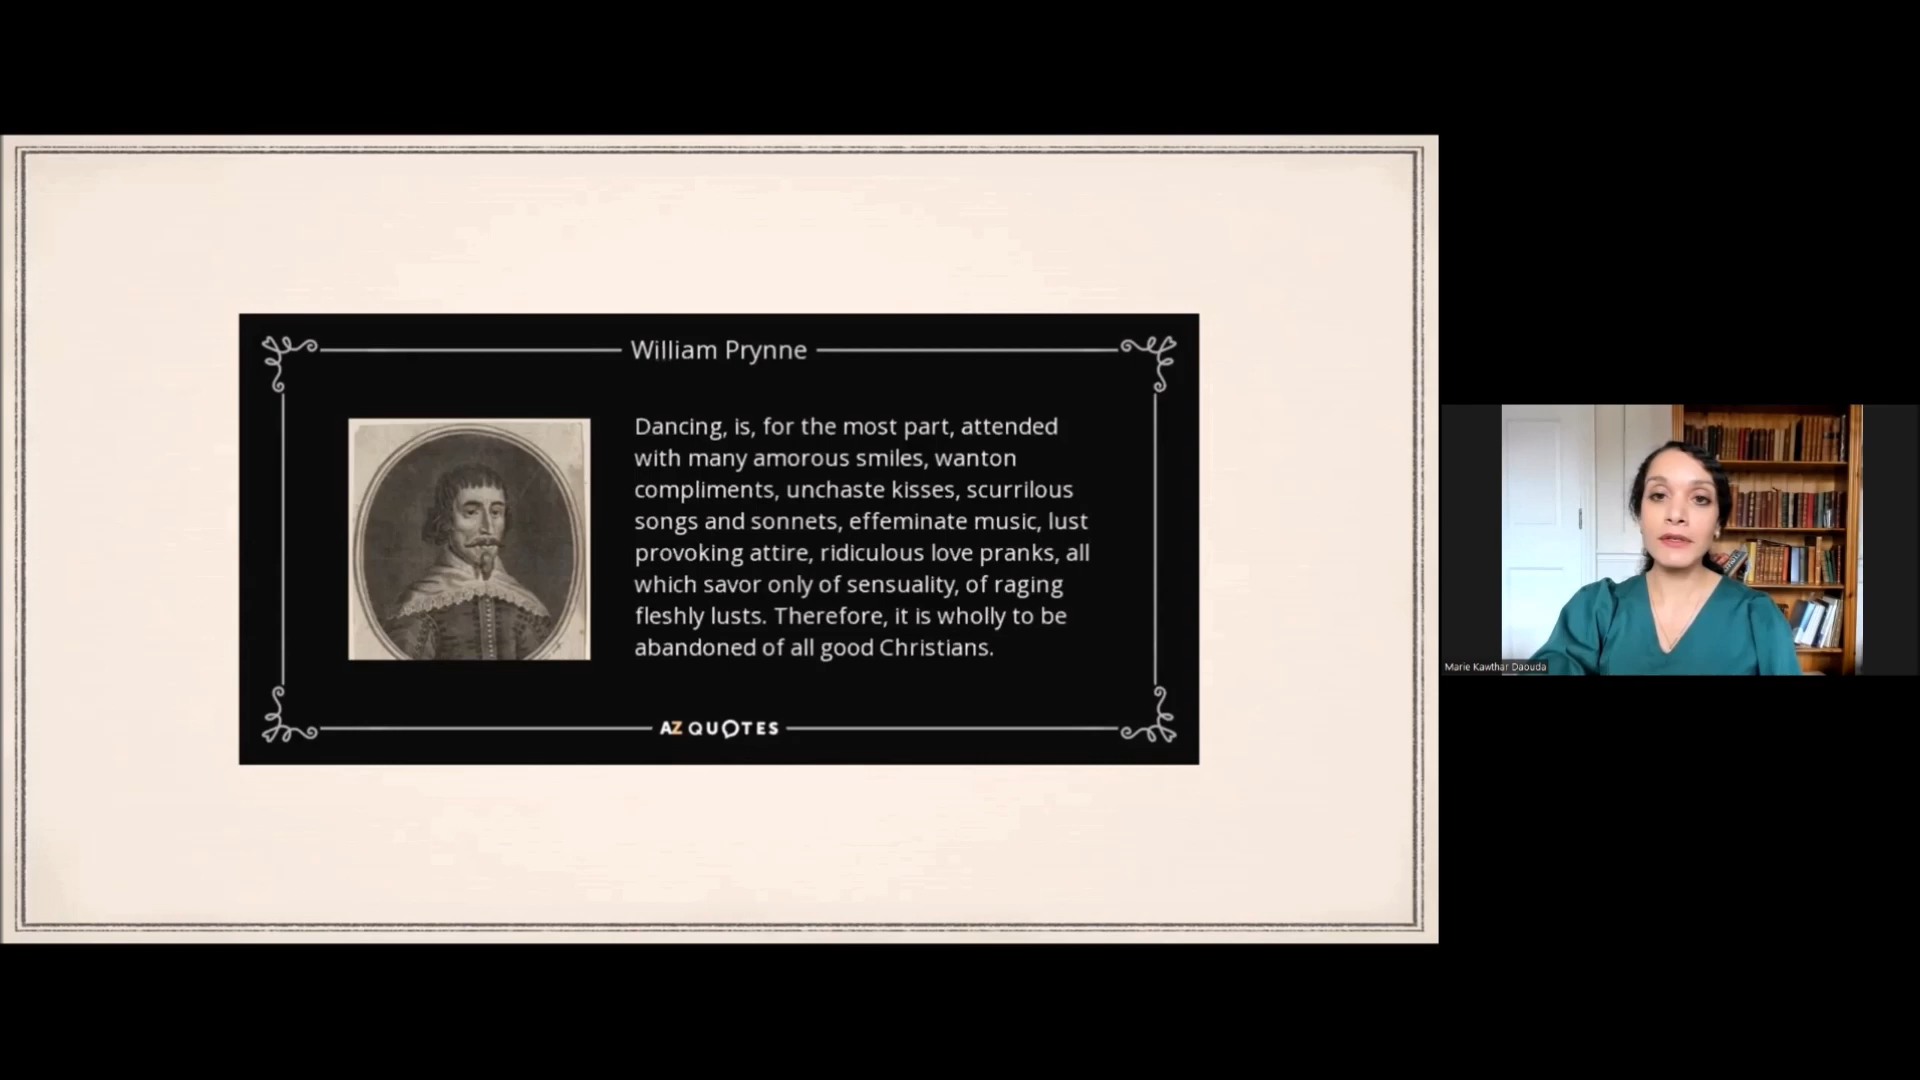 William Prynne
Dancing, is, for the most part, attended
with many amorous smiles, wanton
compliments, unchaste kisses, scurrilous
songs and sonnets, effeminate music, lust
provoking attire, ridiculous love pranks, all
which savor only of sensuality, of raging
fleshly lusts. Therefore, it is wholly to be
abandoned of all good Christians.
AZ QUOTES
Marie Kawthar Daouda